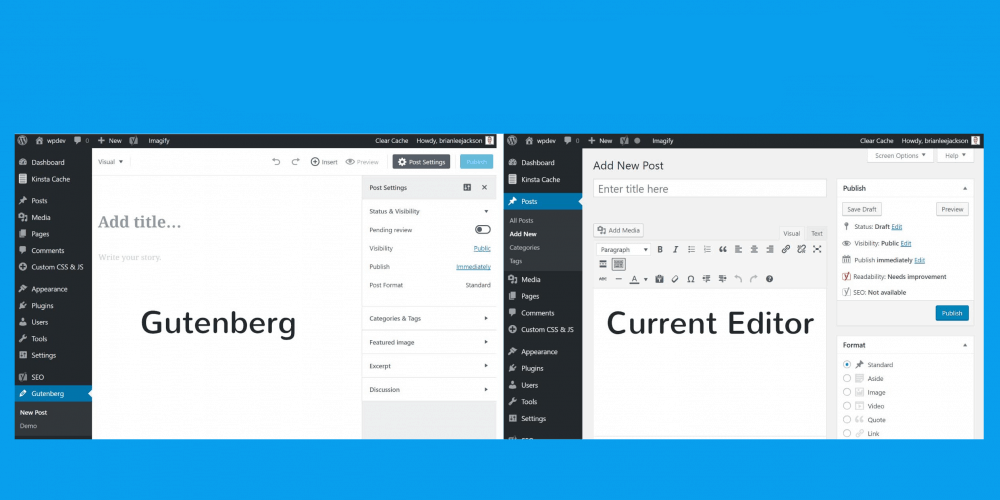 wpdev 0 New Imagify Clear Cache Howdy, brianleejackson
Dashboard
Kinsta Cache
Posts
Media
Pages
Comments
Custom CSS & JS
Appearance
Plugins
Users
Tools
Settings
SEO
Gutenberg
New Post
Demo
Visual Insert Preview Post Settings Publish
Add title...
Write your story.
Gutenberg
Post Settings
Status & Visibility
Pending review
Visibility Public
Publish Immediately
Post Format Standard
Categories & Tags
Featured image
Excerpt
Discussion
wpdev 0 New Imagify Clear Cache Howdy, brianleejackson
Dashboard
Kinsta Cache
Posts
All Posts
Add New
Categories
Tags
Media
Pages
Comments
Custom CSS & JS
Appearance
Plugins
Users
Tools
Settings
Screen Options Help
Add New Post
Enter title here
Add Media
Visual Text
Paragraph B I
ABC A
Current Editor
Publish
Save Draft Preview
Status: Draft Edit
Visibility: Public Edit
Publish immediately Edit
Readability: Needs improvement
SEO: Not available
Publish
Format
Standard
Aside
Image
Video
Quote
Link